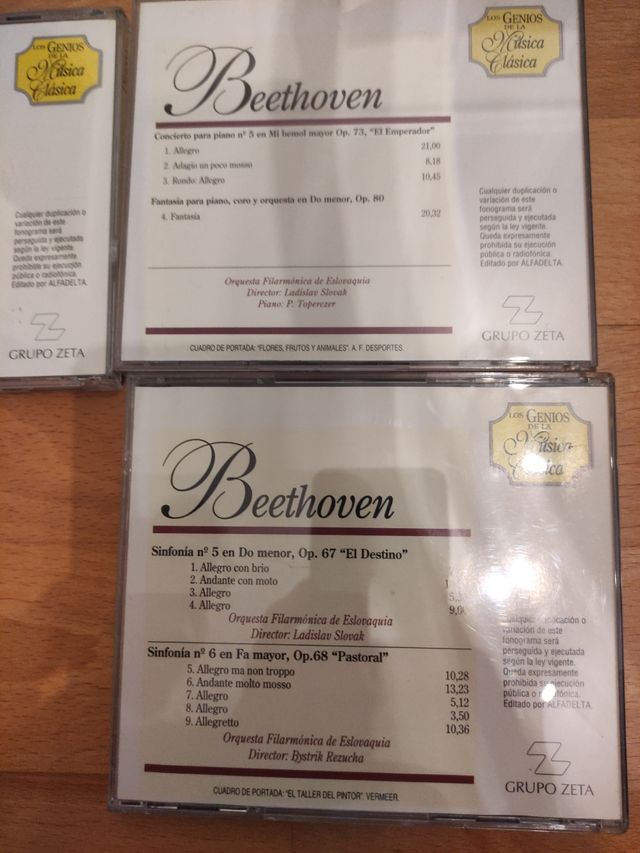 LOS GENIOS
DE LA
Música
Clásica
Cualquier duplicación o
variación de este
fonograma será
perseguida y ejecutada
según la ley vigente.
Queda expresamente
prohibida su ejecución
pública o radiofónica.
Editado por ALFADELTA.
GRUPO ZETA
Beethoven
LOS GENIOS
DE LA
Música
Clásica
Concierto para piano nº 5 en Mi bemol mayor Op. 73, "El Emperador"
1. Allegro 21,00
2. Adagio un poco mosso 8,18
3. Rondo: Allegro 10,45
Fantasía para piano, coro y orquesta en Do menor, Op. 80
4. Fantasía 20,32
Orquesta Filarmónica de Eslovaquia
Director: Ladislav Slovak
Piano: P. Toperczer
Cualquier duplicación o
variación de este
fonograma será
perseguida y ejecutada
según la ley vigente.
Queda expresamente
prohibida su ejecución
pública o radiofónica.
Editado por ALFADELTA.
GRUPO ZETA
CUADRO DE PORTADA: "FLORES, FRUTOS Y ANIMALES". A. F. DESPORTES.
Beethoven
LOS GENIOS
DE LA
Música
Clásica
Sinfonía nº 5 en Do menor, Op. 67 "El Destino"
1. Allegro con brio
2. Andante con moto
3. Allegro
4. Allegro
Orquesta Filarmónica de Eslovaquia
Director: Ladislav Slovak
Sinfonía nº 6 en Fa mayor, Op.68 "Pastoral"
5. Allegro ma non troppo 10,28
6. Andante molto mosso 13,23
7. Allegro 5,12
8. Allegro 3,50
9. Allegretto 10,36
Orquesta Filarmónica de Eslovaquia
Director: Bystrik Rezucha
Cualquier duplicación o
variación de este
fonograma será
perseguida y ejecutada
según la ley vigente.
Queda expresamente
prohibida su ejecución
pública o radiofónica.
Editado por ALFADELTA.
GRUPO ZETA
CUADRO DE PORTADA: "EL TALLER DEL PINTOR". VERMEER.